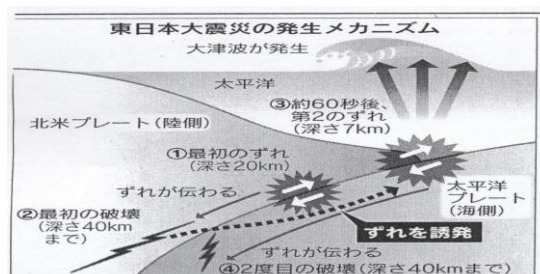 東日本大震災の発生メカニズム
大津波が発生
太平洋
③約60秒後、
第2のずれ
(深さ7km)
北米プレート(陸側)
①最初のずれ
(深さ20km)
ずれが伝わる
太平洋
プレート
(海側)
②最初の破壊
(深さ40km
まで)
ずれを誘発
ずれが伝わる
④2度目の破壊(深さ40kmまで)